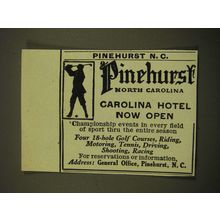 PINEHURST N. C.
Pinehurst
NORTH CAROLINA
CAROLINA HOTEL
NOW OPEN
Championship events in every field
of sport thru the entire season
Four 18-hole Golf Courses, Riding,
Motoring, Tennis, Driving,
Shooting, Racing
For reservations or information,
Address: General Office, Pinehurst, N. C.